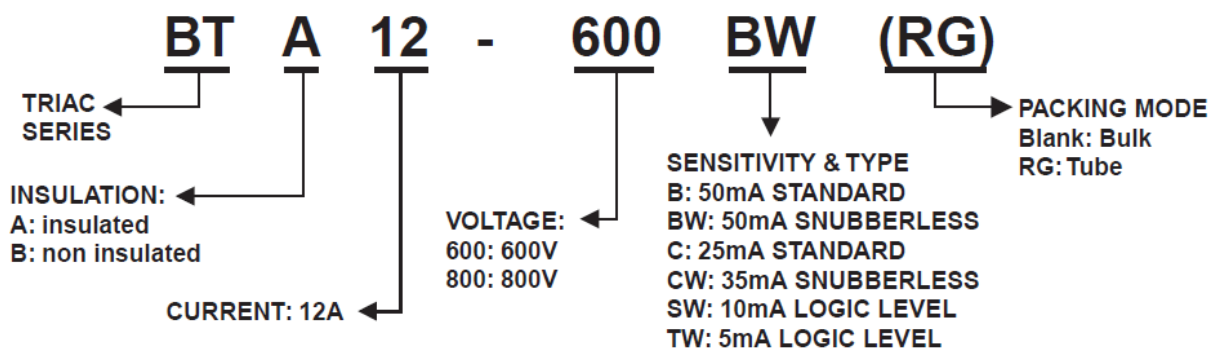 BT A 12 - 600 BW (RG)
TRIAC
SERIES
INSULATION:
A: insulated
B: non insulated
CURRENT: 12A
VOLTAGE:
600: 600V
800: 800V
SENSITIVITY & TYPE
B: 50mA STANDARD
BW: 50mA SNUBBERLESS
C: 25mA STANDARD
CW: 35mA SNUBBERLESS
SW: 10mA LOGIC LEVEL
TW: 5mA LOGIC LEVEL
PACKING MODE
Blank: Bulk
RG: Tube